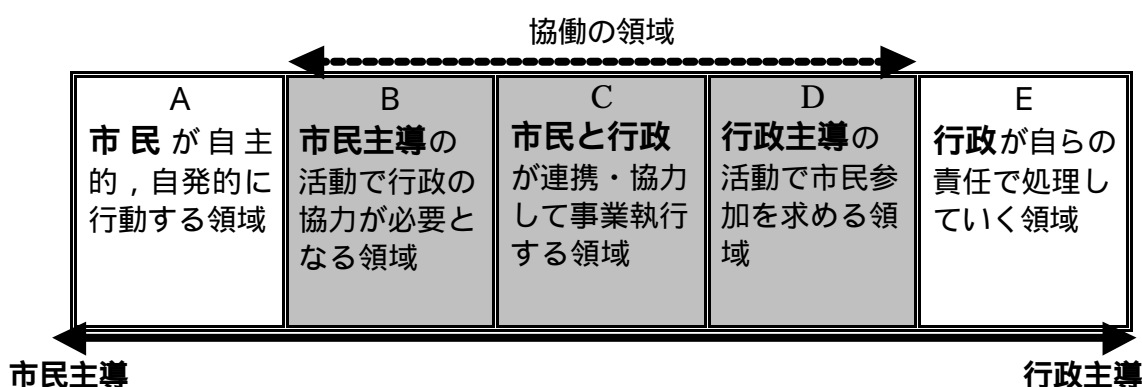 協働の領域
A
市民が自主
的，自発的に
行動する領域
B
市民主導の
活動で行政の
協力が必要と
なる領域
C
市民と行政
が連携・協力
して事業執行
する領域
D
行政主導の
活動で市民参
加を求める領
域
E
行政が自らの
責任で処理し
ていく領域
市民主導
行政主導